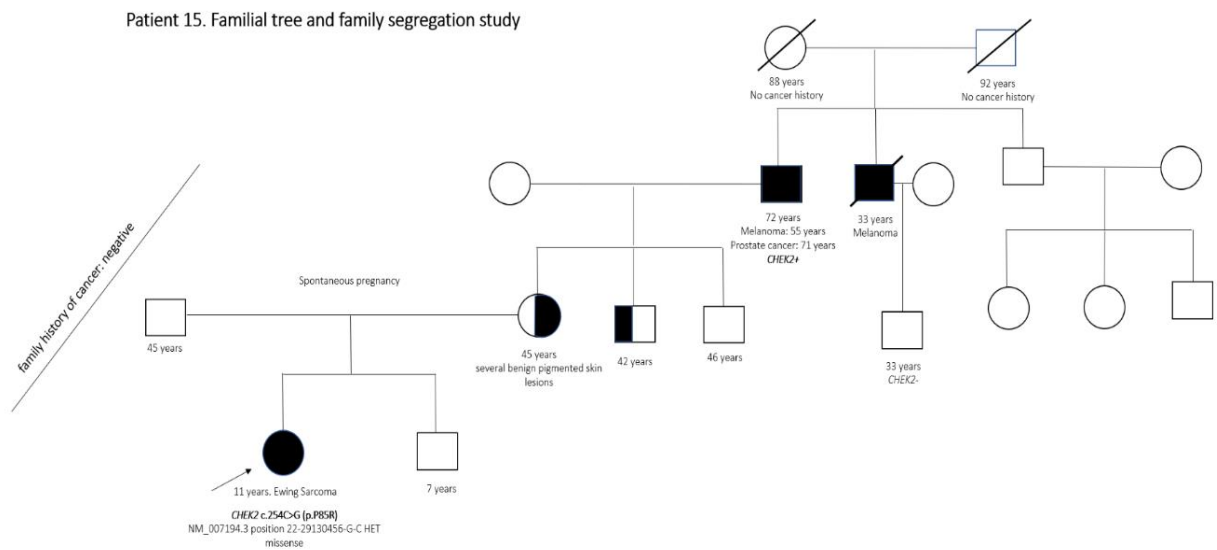 Patient 15. Familial tree and family segregation study
88 years
No cancer history
92 years
No cancer history
72 years
Melanoma: 55 years
Prostate cancer: 71 years
CHEK2+
33 years
Melanoma
family history of cancer: negative
Spontaneous pregnancy
45 years
45 years
several benign pigmented skin
lesions
42 years
46 years
33 years
CHEK2-
11 years. Ewing Sarcoma
7 years
CHEK2 c.254C>G (p.P85R)
NM_007194.3 position 22-29130456-G-C HET
missense